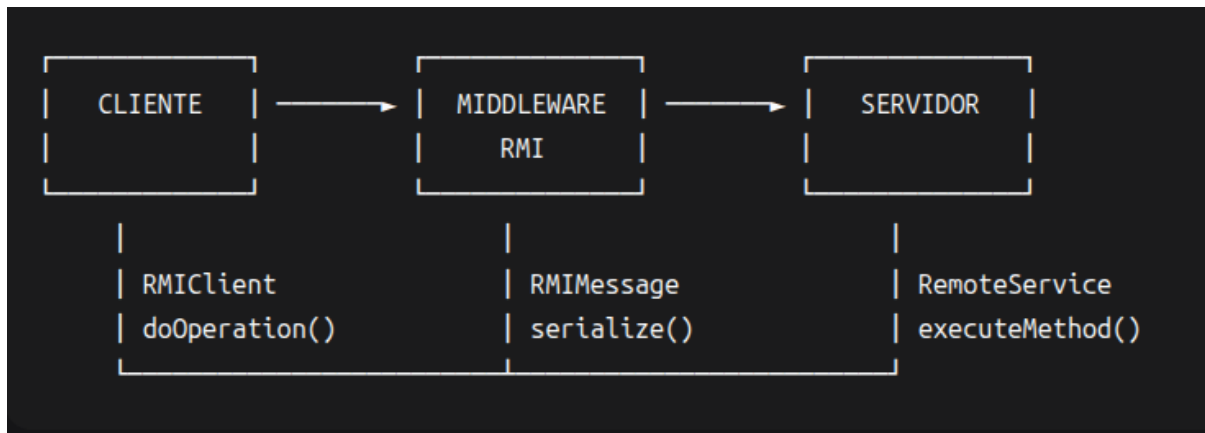 CLIENTE MIDDLEWARE SERVIDOR
RMI
RMIClient RMIMessage RemoteService
doOperation() serialize() executeMethod()